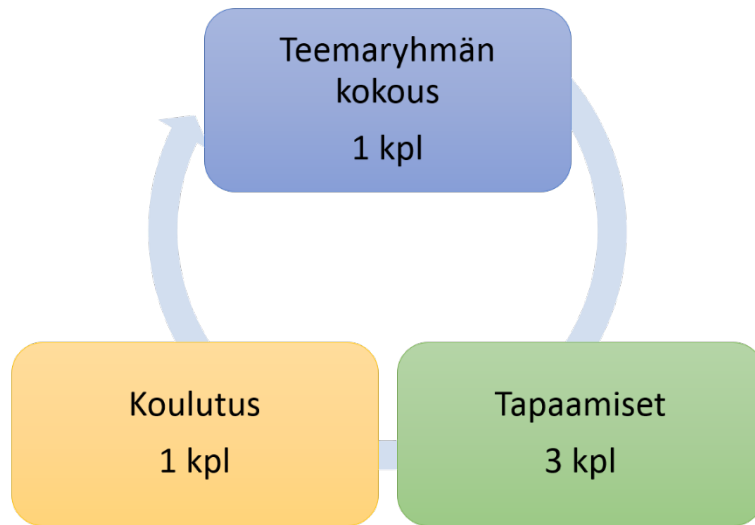 Teemaryhmän
kokous
1 kpl
Koulutus
1 kpl
Tapaamiset
3 kpl